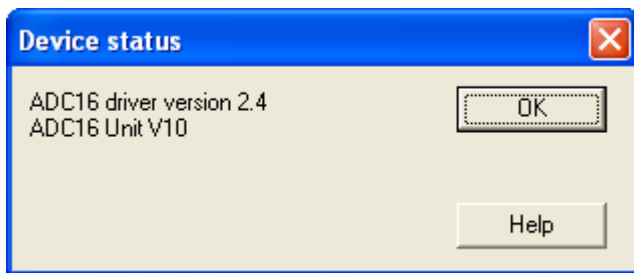 Device status
ADC16 driver version 2.4
ADC16 Unit V10
OK
Help